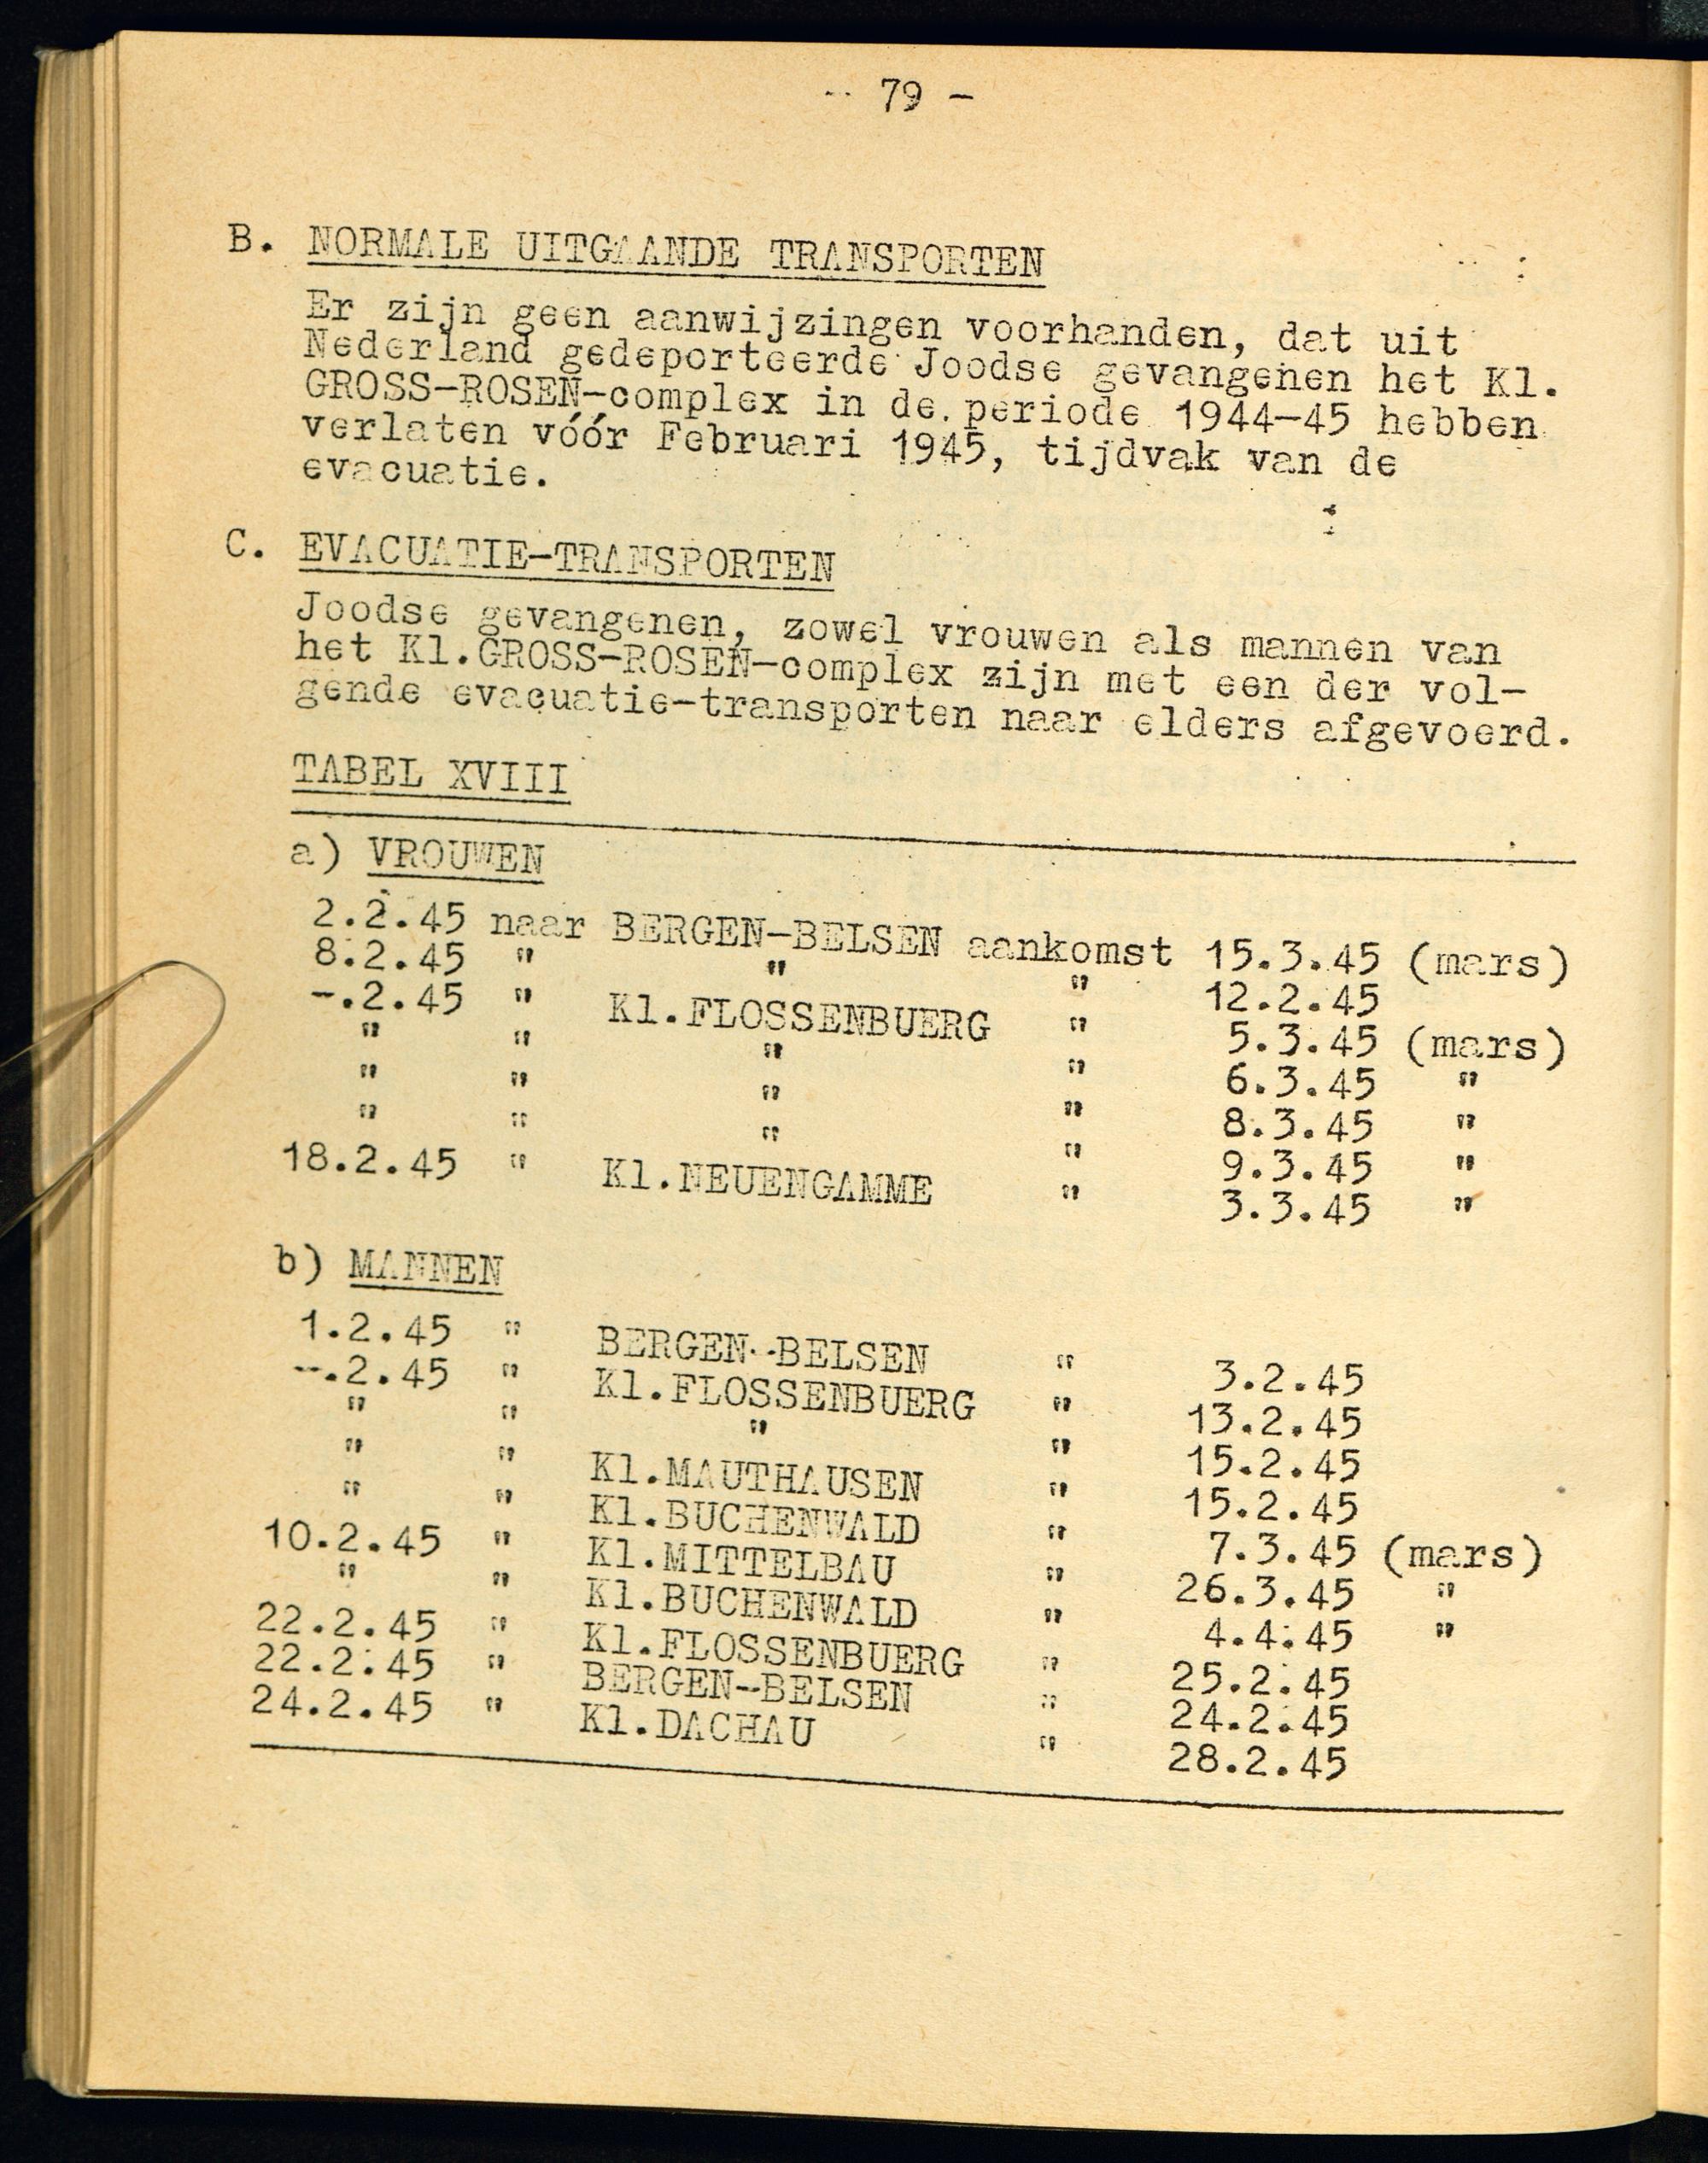 - 79 -
B. NORMALE UITGAANDE TRANSPORTEN
Er zijn geen aanwijzingen voorhanden, dat uit
Nederland gedeporteerde Joodse gevangenen het Kl.
GROSS-ROSEN-complex in de periode 1944-45 hebben
verlaten vóór Februari 1945, tijdvak van de
evacuatie.
C. EVACUATIE-TRANSPORTEN
Joodse gevangenen, zowel vrouwen als mannen van
het Kl.GROSS-ROSEN-complex zijn met een der vol-
gende evacuatie-transporten naar elders afgevoerd.
TABEL XVIII
a) VROUWEN
2.2.45 naar BERGEN-BELSEN aankomst 15.3.45 (mars)
8.2.45 " " " 12.2.45
-.2.45 " Kl.FLOSSENBUERG " 5.3.45 (mars)
" " " " 6.3.45 "
" " " " 8.3.45 "
" " " " 9.3.45 "
18.2.45 " Kl.NEUENGAMME " 3.3.45 "
b) MANNEN
1.2.45 " BERGEN-BELSEN " 3.2.45
-.2.45 " Kl.FLOSSENBUERG " 13.2.45
" " " " 15.2.45
" " Kl.MAUTHAUSEN " 15.2.45
" " Kl.BUCHENWALD " 7.3.45 (mars)
10.2.45 " Kl.MITTELBAU " 26.3.45 "
" " Kl.BUCHENWALD " 4.4.45 "
22.2.45 " Kl.FLOSSENBUERG " 25.2.45
22.2.45 " BERGEN-BELSEN " 24.2.45
24.2.45 " Kl.DACHAU " 28.2.45